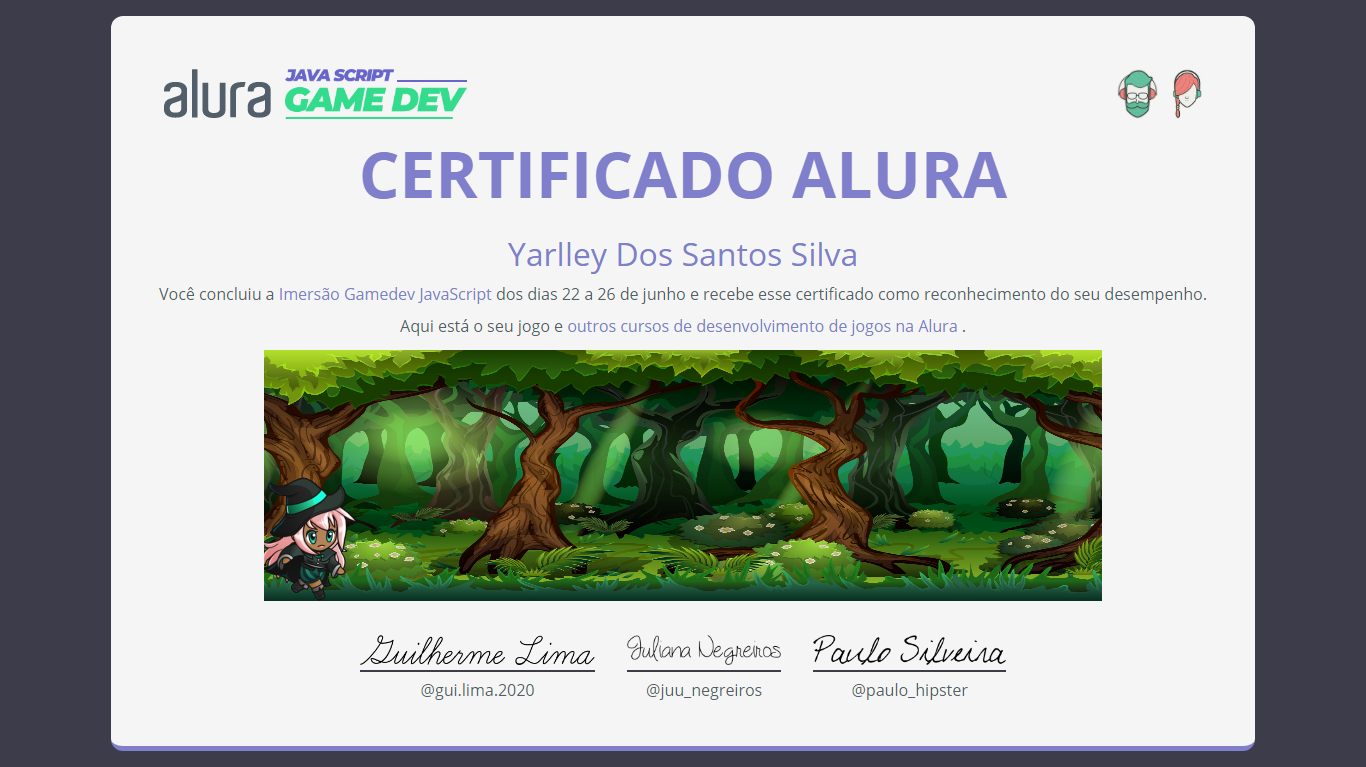 alura JAVA SCRIPT
GAME DEV
CERTIFICADO ALURA
Yarlley Dos Santos Silva
Você concluiu a Imersão Gamedev JavaScript dos dias 22 a 26 de junho e recebe esse certificado como reconhecimento do seu desempenho.
Aqui está o seu jogo e outros cursos de desenvolvimento de jogos na Alura .
Guilherme Lima Juliana Negreiros Paulo Silveira
@gui.lima.2020 @juu_negreiros @paulo_hipster